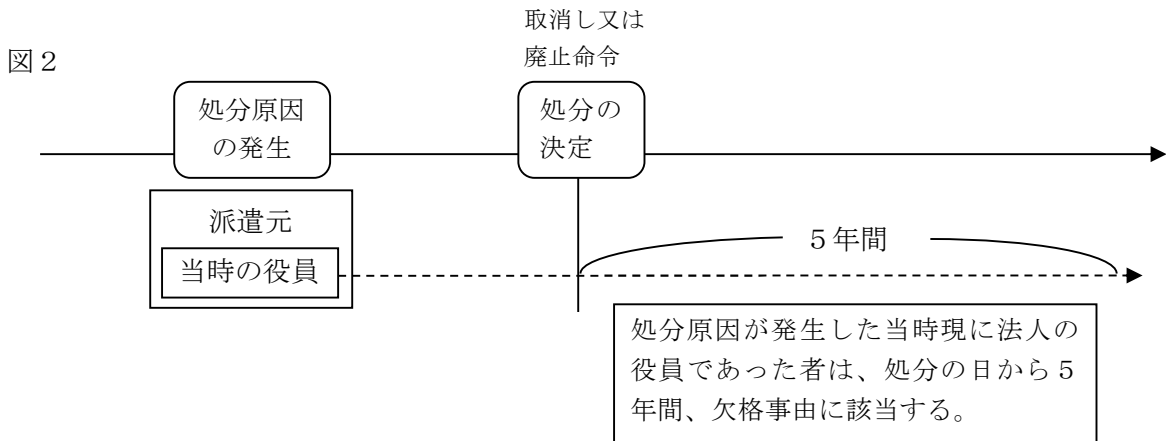 図２
取消し又は
廃止命令
処分原因
の発生
処分の
決定
派遣元
当時の役員
５年間
処分原因が発生した当時現に法人の
役員であった者は、処分の日から５
年間、欠格事由に該当する。